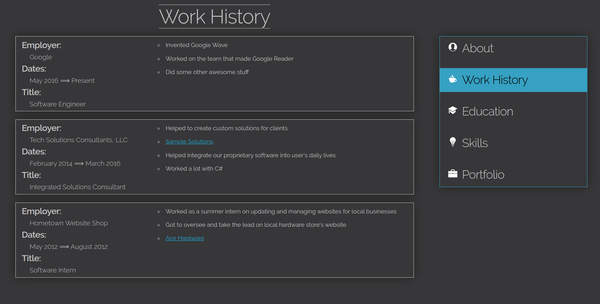 Work History
Employer:
Google
Dates:
May 2016 ⟹ Present
Title:
Software Engineer
Invented Google Wave
Worked on the team that made Google Reader
Did some other awesome stuff
Employer:
Tech Solutions Consultants, LLC.
Dates:
February 2014 ⟹ March 2016
Title:
Integrated Solutions Consultant
Helped to create custom solutions for clients
Sample Solutions
Helped integrate our proprietary software into user's daily lives
Worked a lot with C#
Employer:
Hometown Website Shop
Dates:
May 2012 ⟹ August 2012
Title:
Software Intern
Worked as a summer intern on updating and managing websites for local businesses
Got to oversee and take the lead on local hardware store's website
Ace Hardware
About
Work History
Education
Skills
Portfolio